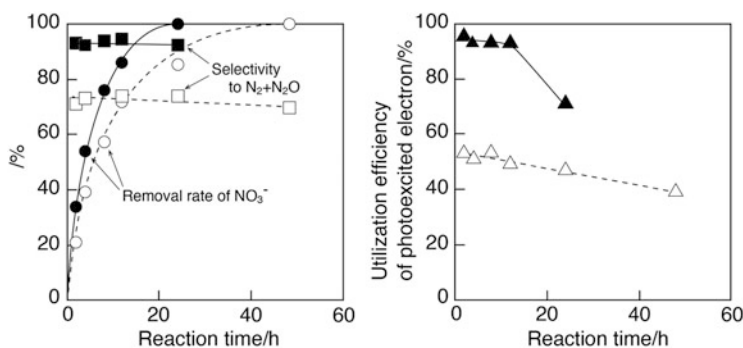 100
80
60
40
20
0
/%
Selectivity
to N₂+N₂O
Removal rate of NO₃⁻
0 20 40 60
Reaction time/h
Utilization efficiency
of photoexcited electron/%
100
80
60
40
20
0
0 20 40 60
Reaction time/h